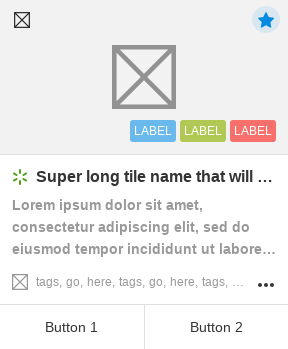 LABEL LABEL LABEL
Super long tile name that will …
Lorem ipsum dolor sit amet,
consectetur adipiscing elit, sed do
eiusmod tempor incididunt ut labore…
tags, go, here, tags, go, here, tags, …
Button 1 Button 2